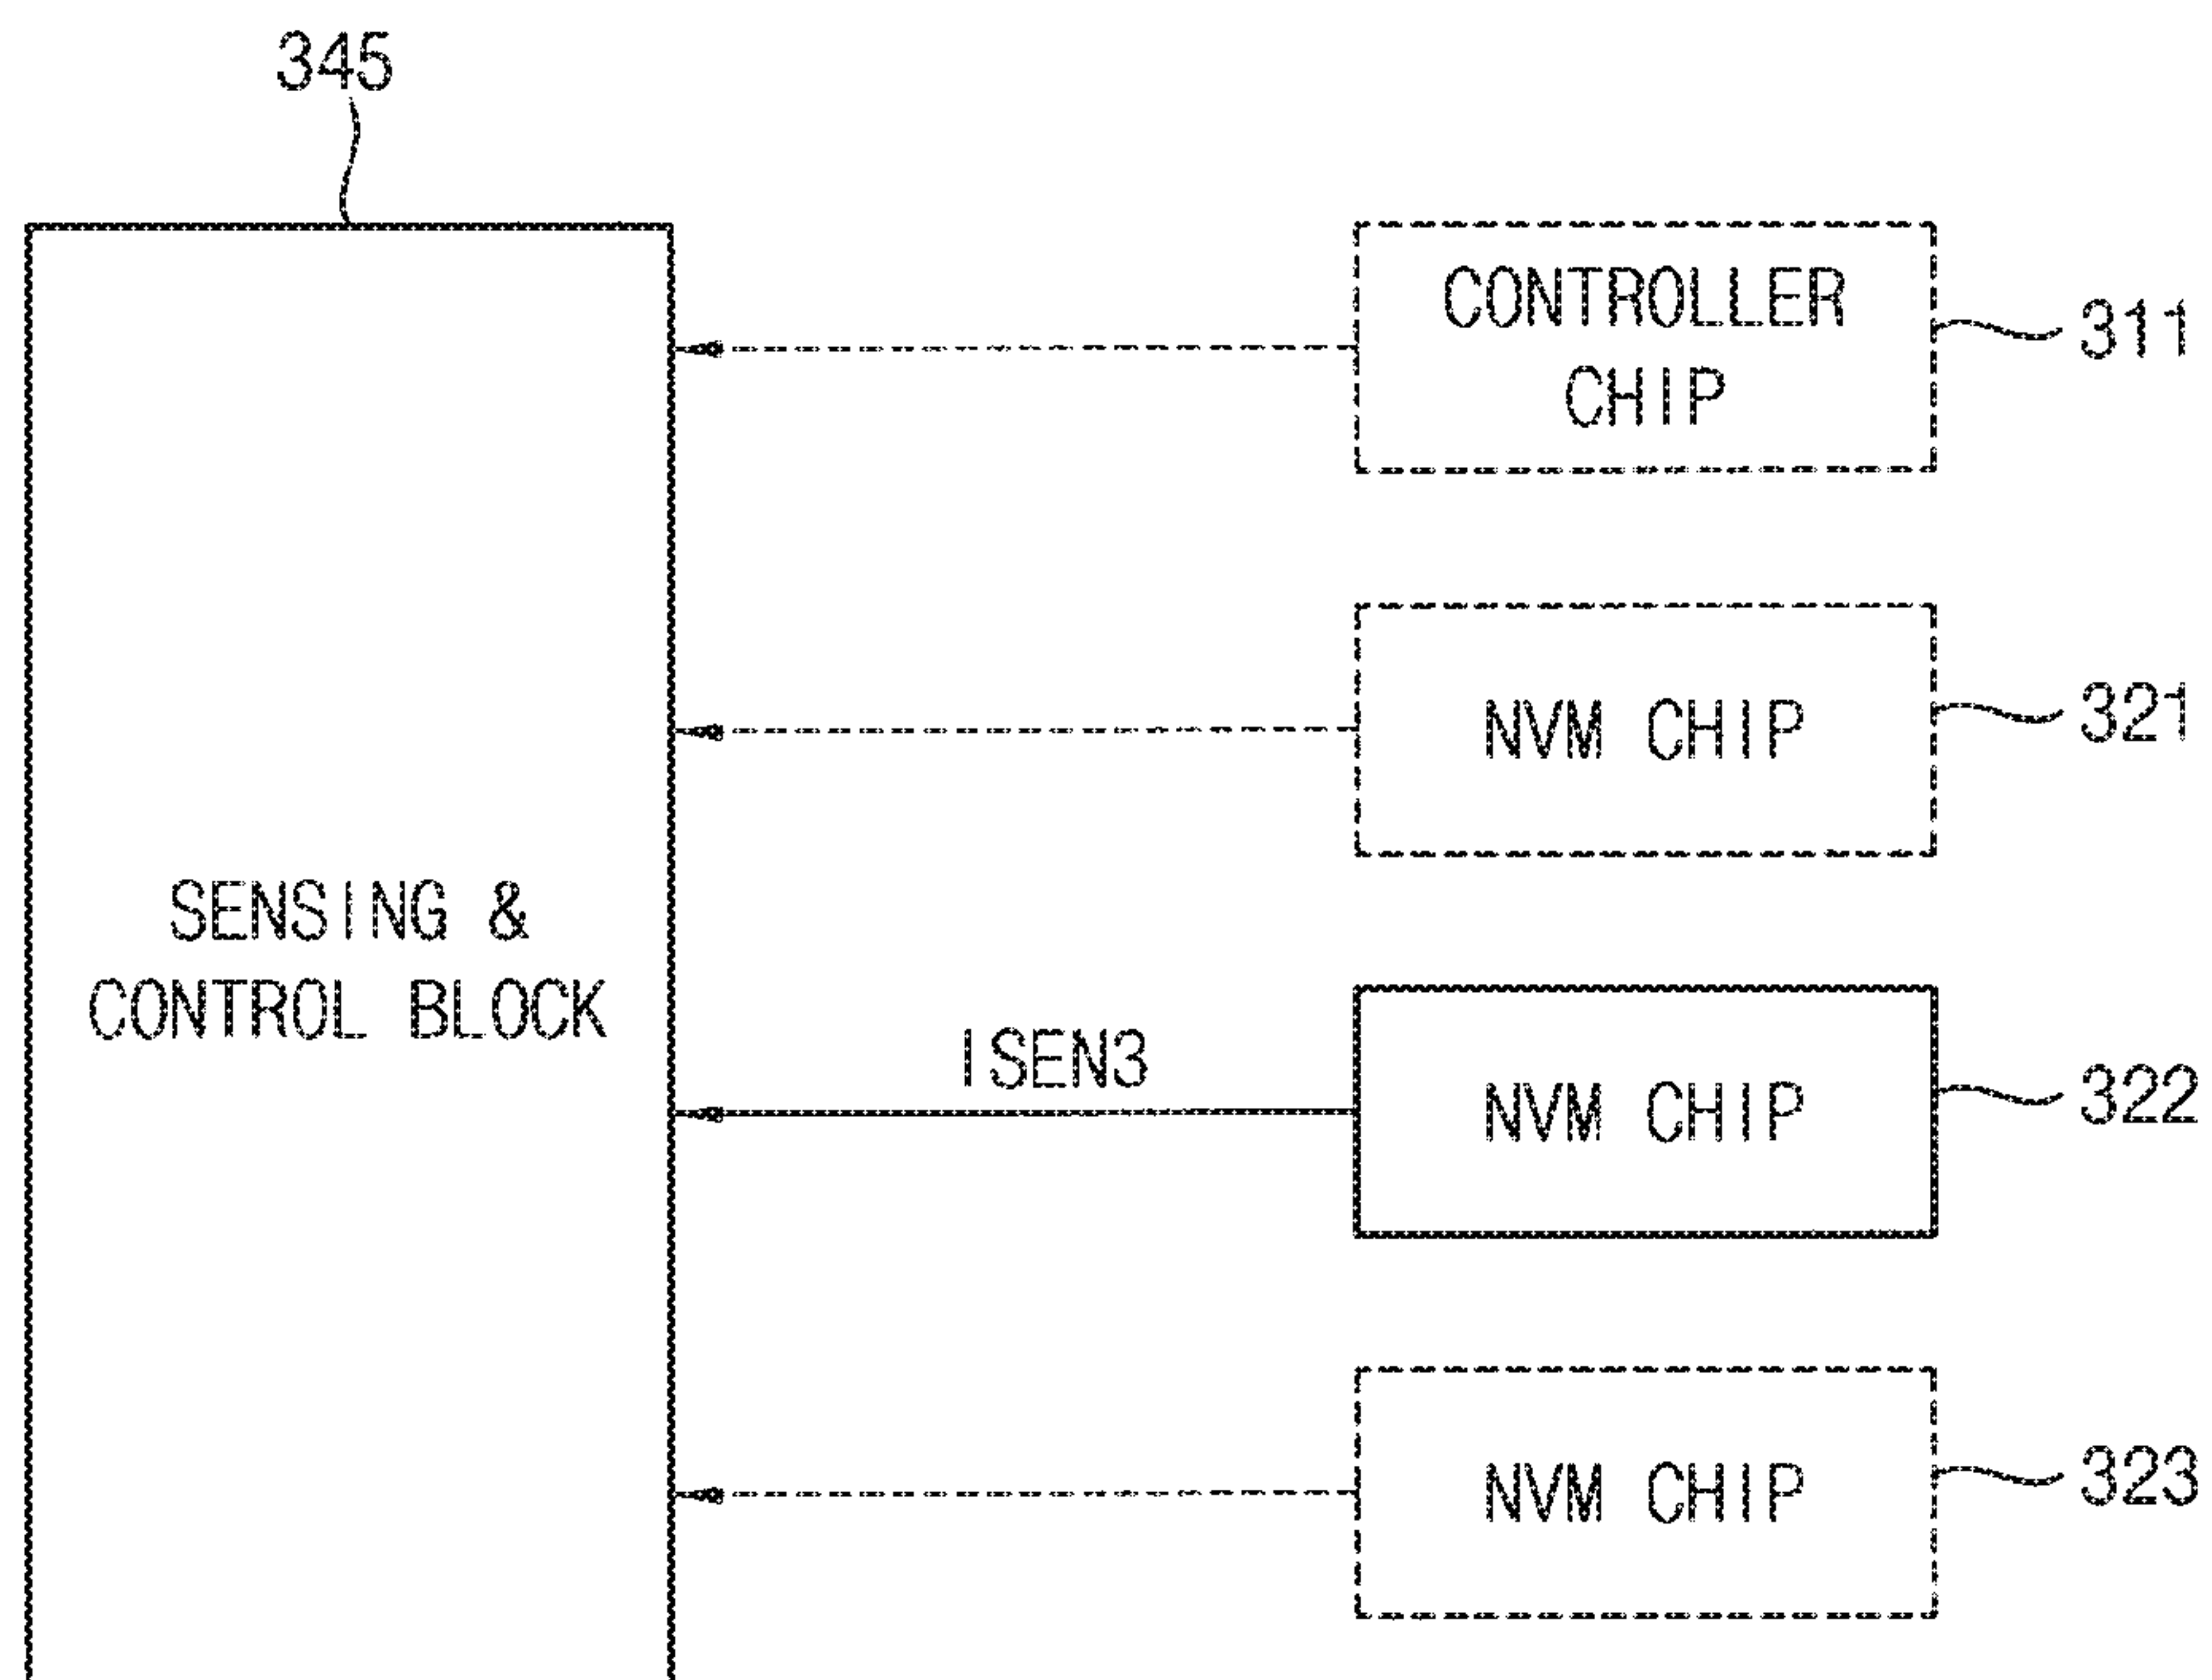 345
CONTROLLER
CHIP
311
NVM CHIP
321
SENSING &
CONTROL BLOCK
ISEN3
NVM CHIP
322
NVM CHIP
323